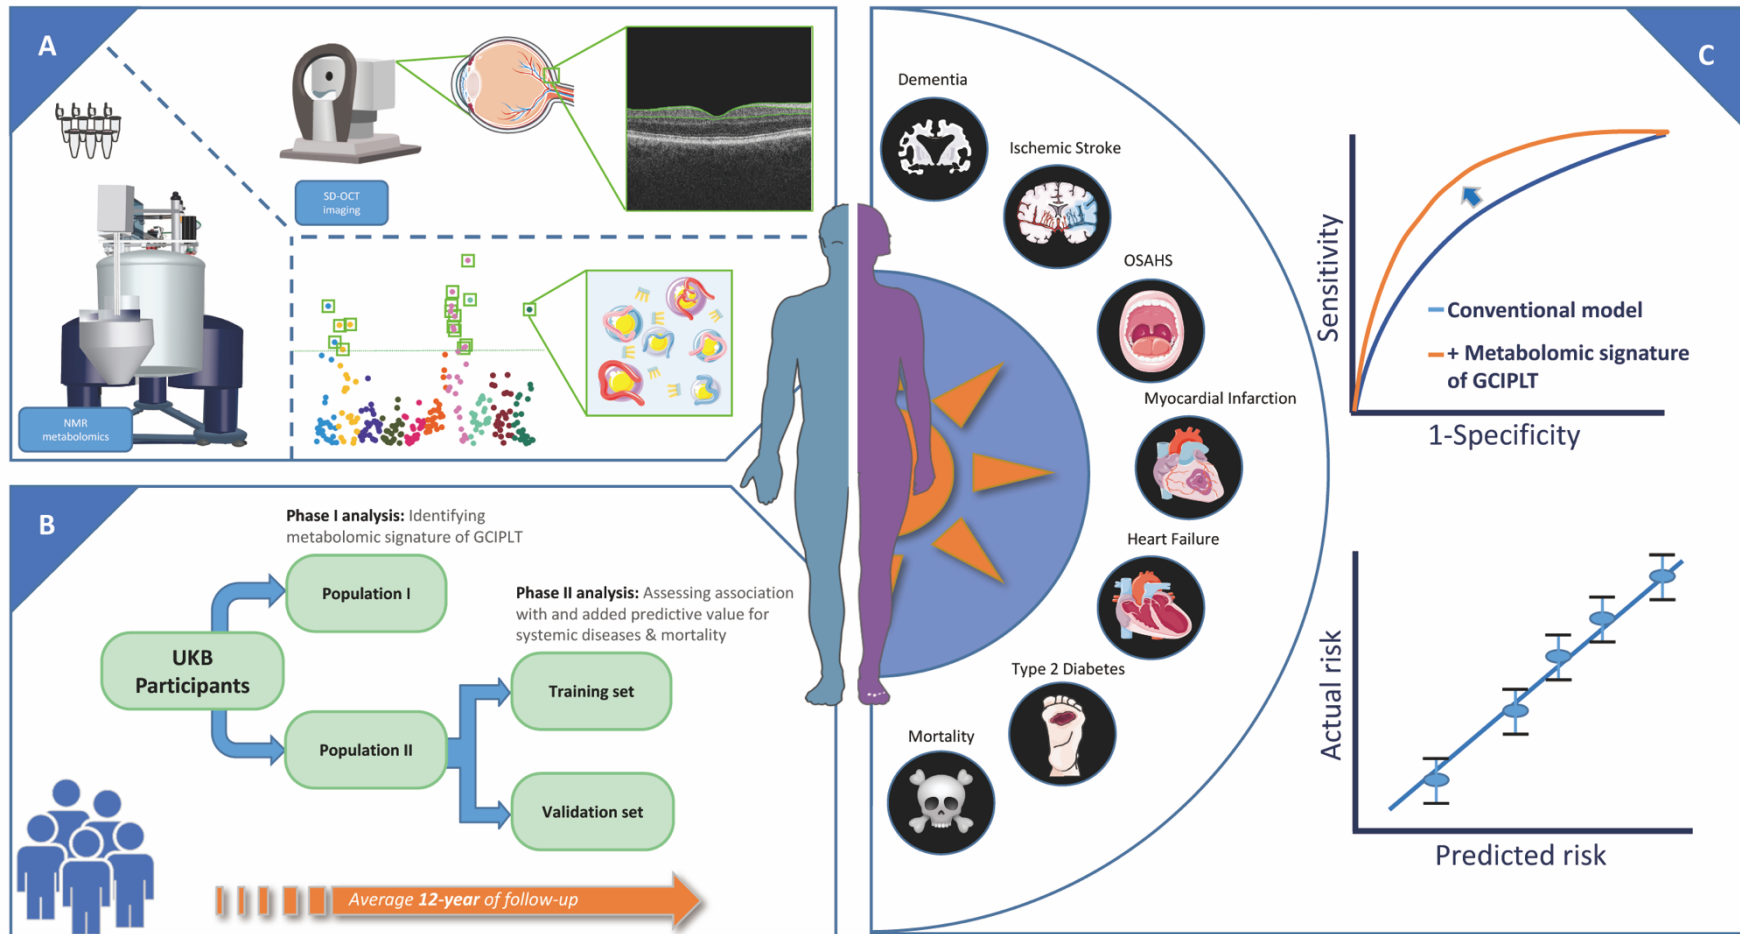 A
SD-OCT
imaging
NMR
metabolomics
B
Phase I analysis: Identifying
metabolomic signature of GCIPLT
Population I
UKB
Participants
Population II
Phase II analysis: Assessing association
with and added predictive value for
systemic diseases & mortality
Training set
Validation set
Average 12-year of follow-up
C
Dementia
Ischemic Stroke
OSAHS
Myocardial Infarction
Heart Failure
Type 2 Diabetes
Mortality
Sensitivity
Conventional model
+ Metabolomic signature
of GCIPLT
1-Specificity
Actual risk
Predicted risk